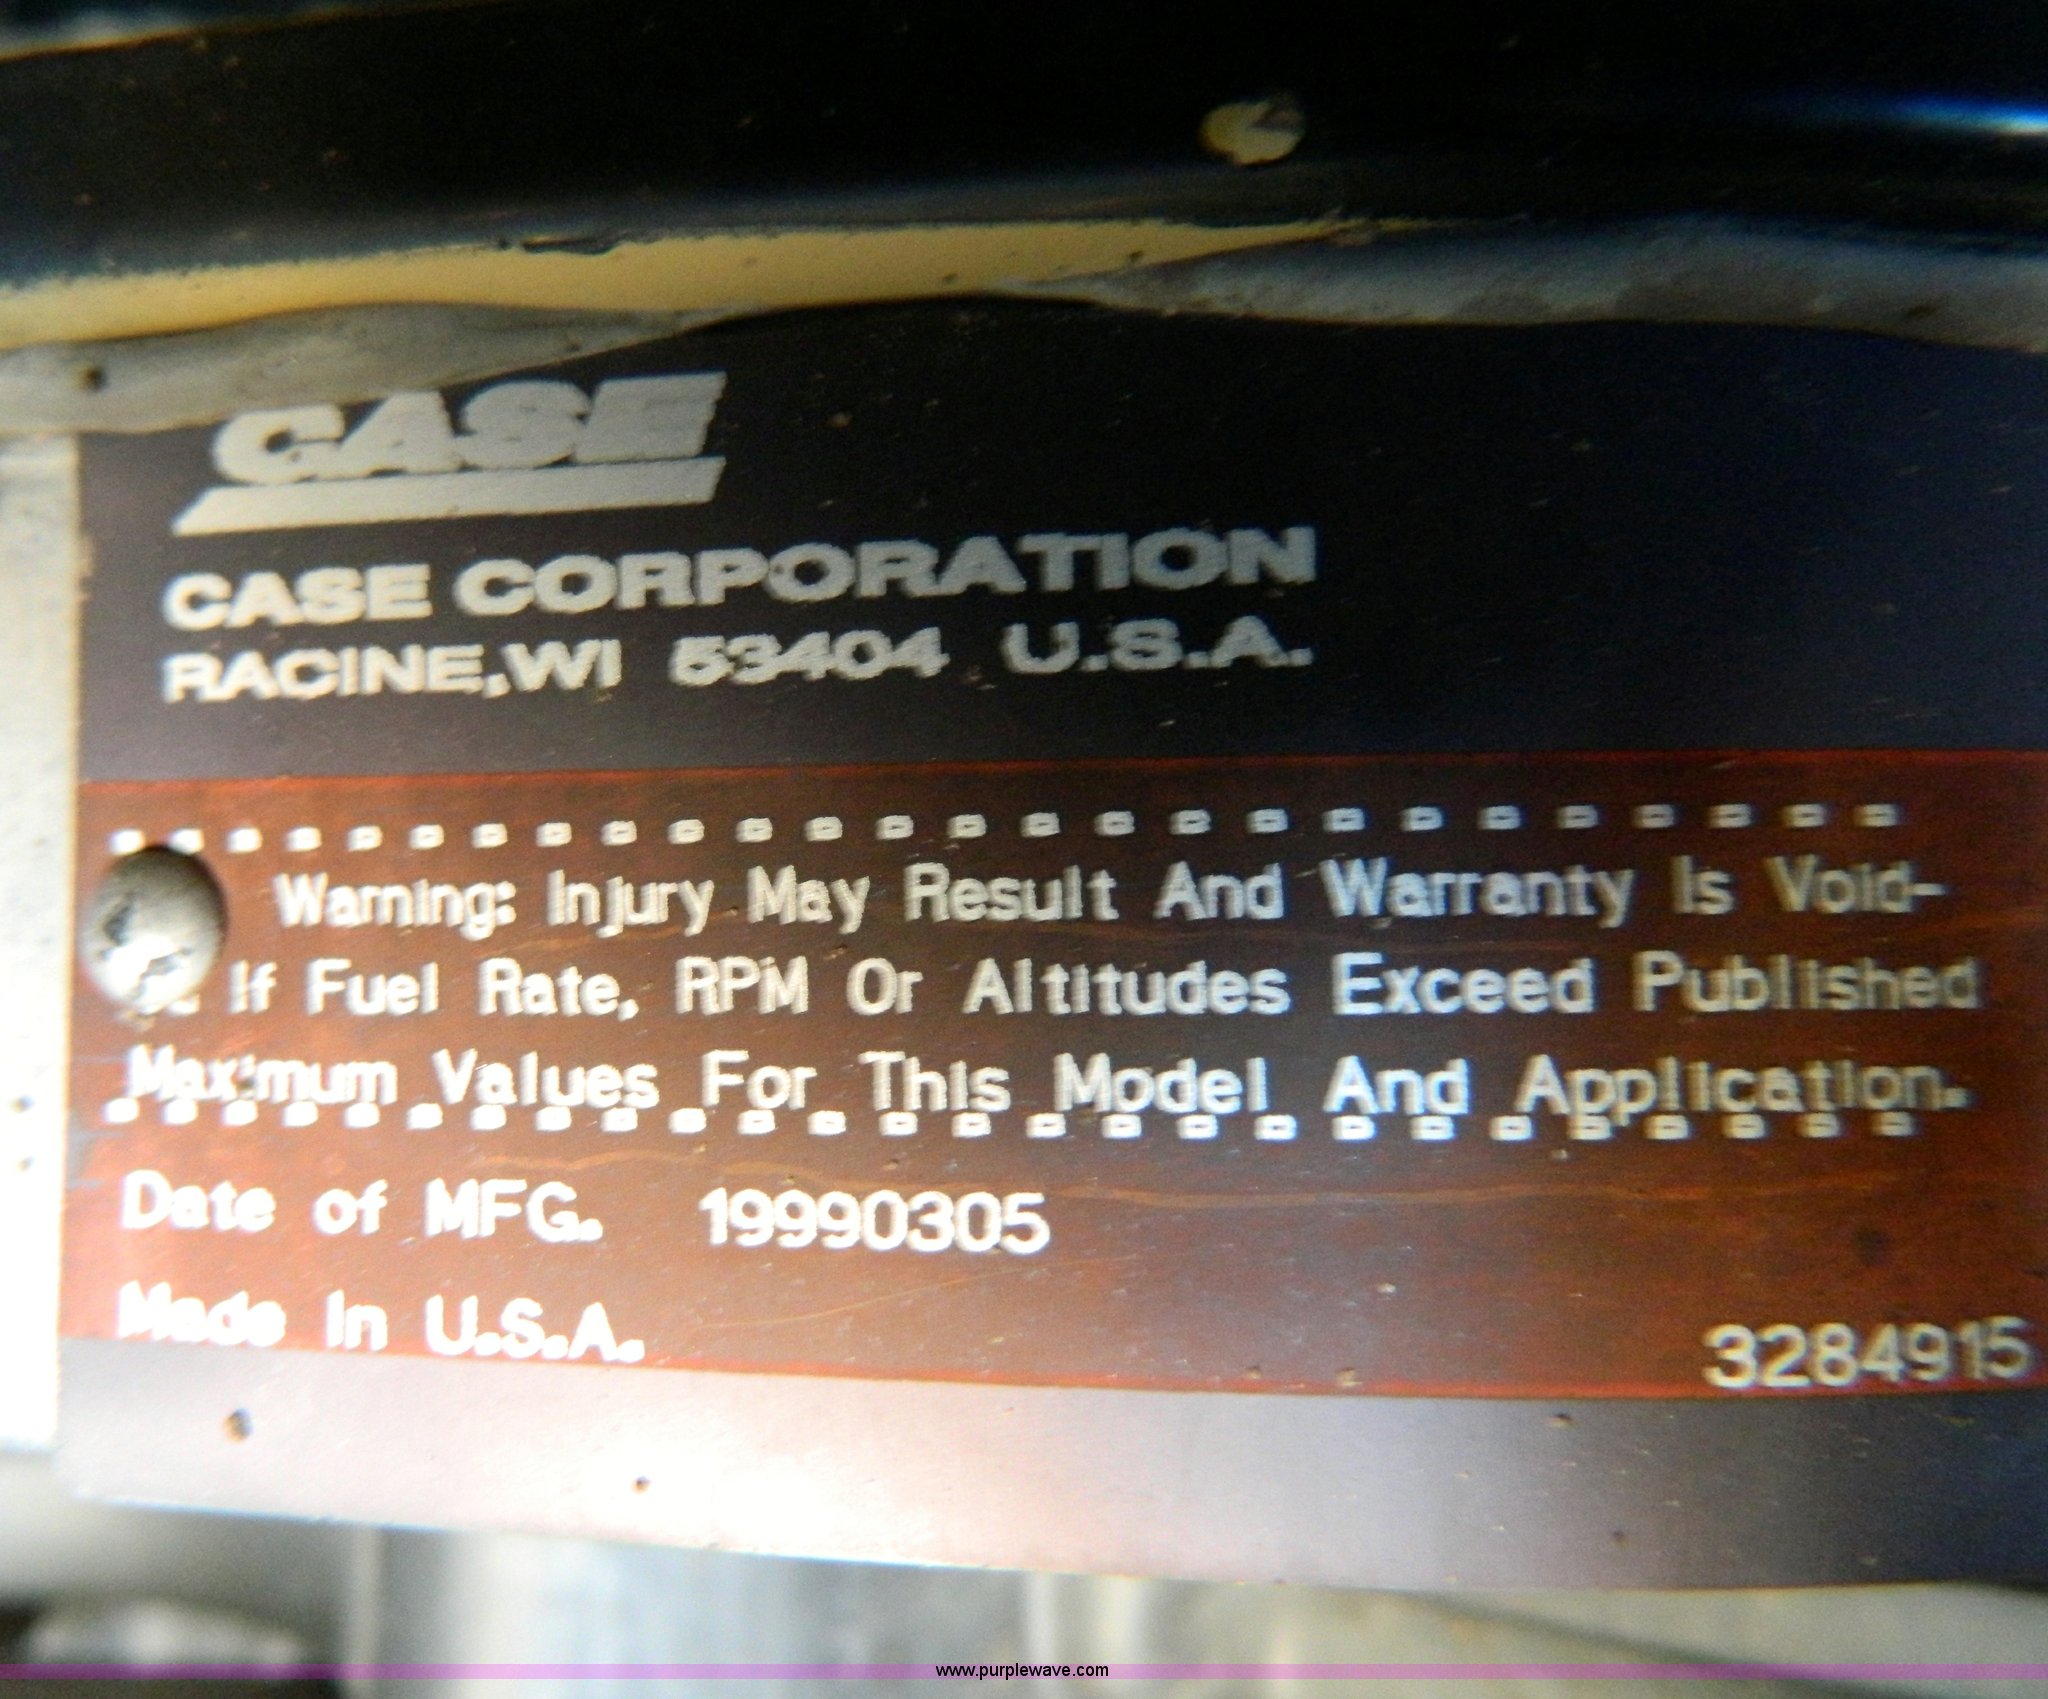 CASE
CASE CORPORATION
RACINE, WI 53404 U.S.A.
Warning: Injury May Result And Warranty Is Void-
If Fuel Rate, RPM Or Altitudes Exceed Published
Maximum Values For This Model And Application.
Date of MFG. 19990305
Made In U.S.A.
3284915
www.purplewave.com